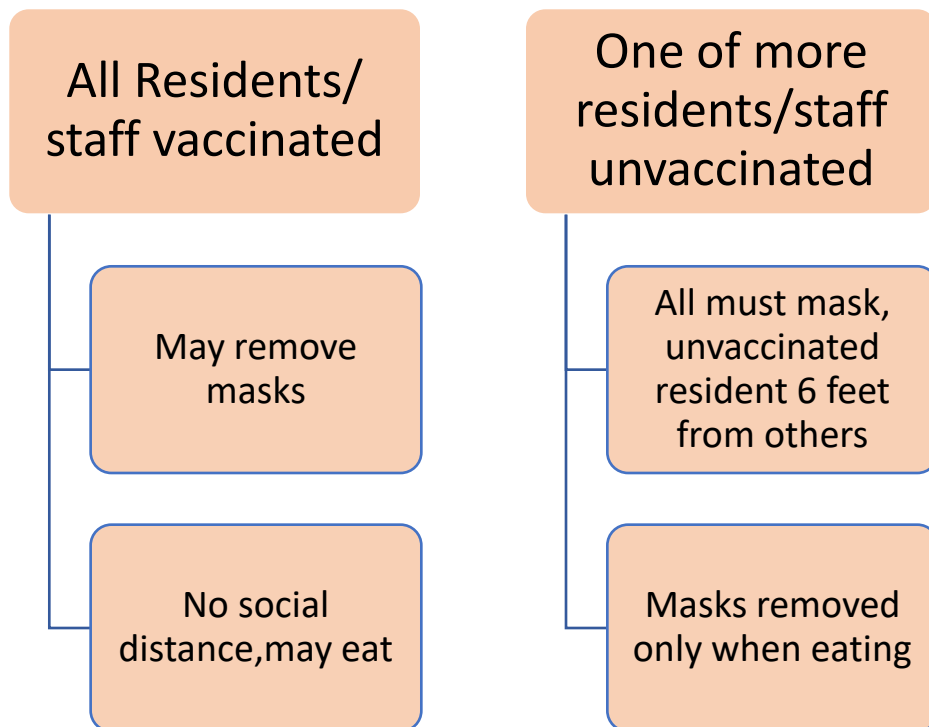 All Residents/
staff vaccinated
May remove
masks
No social
distance,may eat
One of more
residents/staff
unvaccinated
All must mask,
unvaccinated
resident 6 feet
from others
Masks removed
only when eating